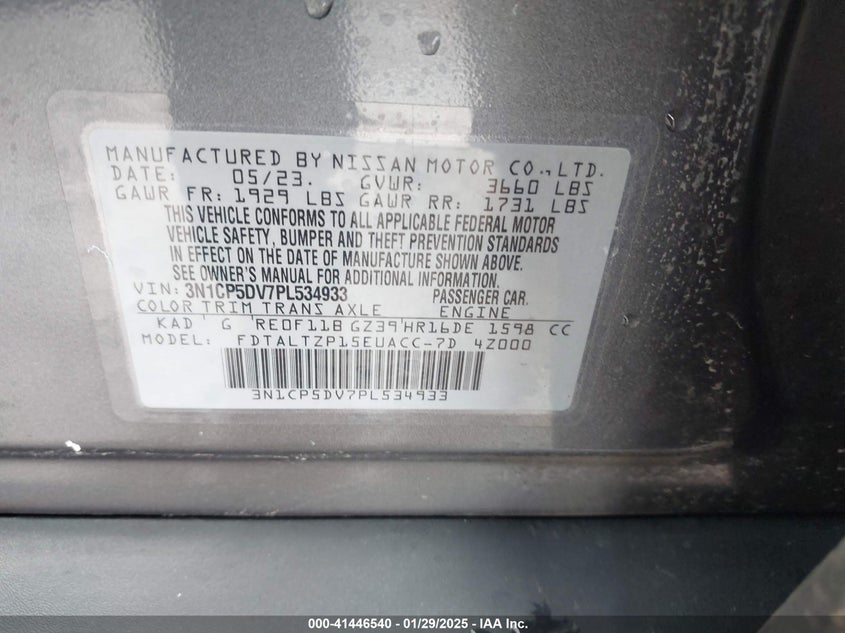 MANUFACTURED BY NISSAN MOTOR CO.,LTD.
DATE: 05/23. GVWR: 3660 LBS
GAWR FR: 1929 LBS GAWR RR: 1731 LBS
THIS VEHICLE CONFORMS TO ALL APPLICABLE FEDERAL MOTOR
VEHICLE SAFETY, BUMPER AND THEFT PREVENTION STANDARDS
IN EFFECT ON THE DATE OF MANUFACTURE SHOWN ABOVE.
SEE OWNER'S MANUAL FOR ADDITIONAL INFORMATION.
VIN: 3N1CP5DV7PL534933 PASSENGER CAR.
COLOR TRIM TRANS AXLE ENGINE
KAD G RE0F11B GZ39 HR16DE 1598 CC
MODEL: FDTALTZP15EUACC-7D 4Z000
3N1CP5DV7PL534933
000-41446540 / 01/29/2025 - IAA Inc.